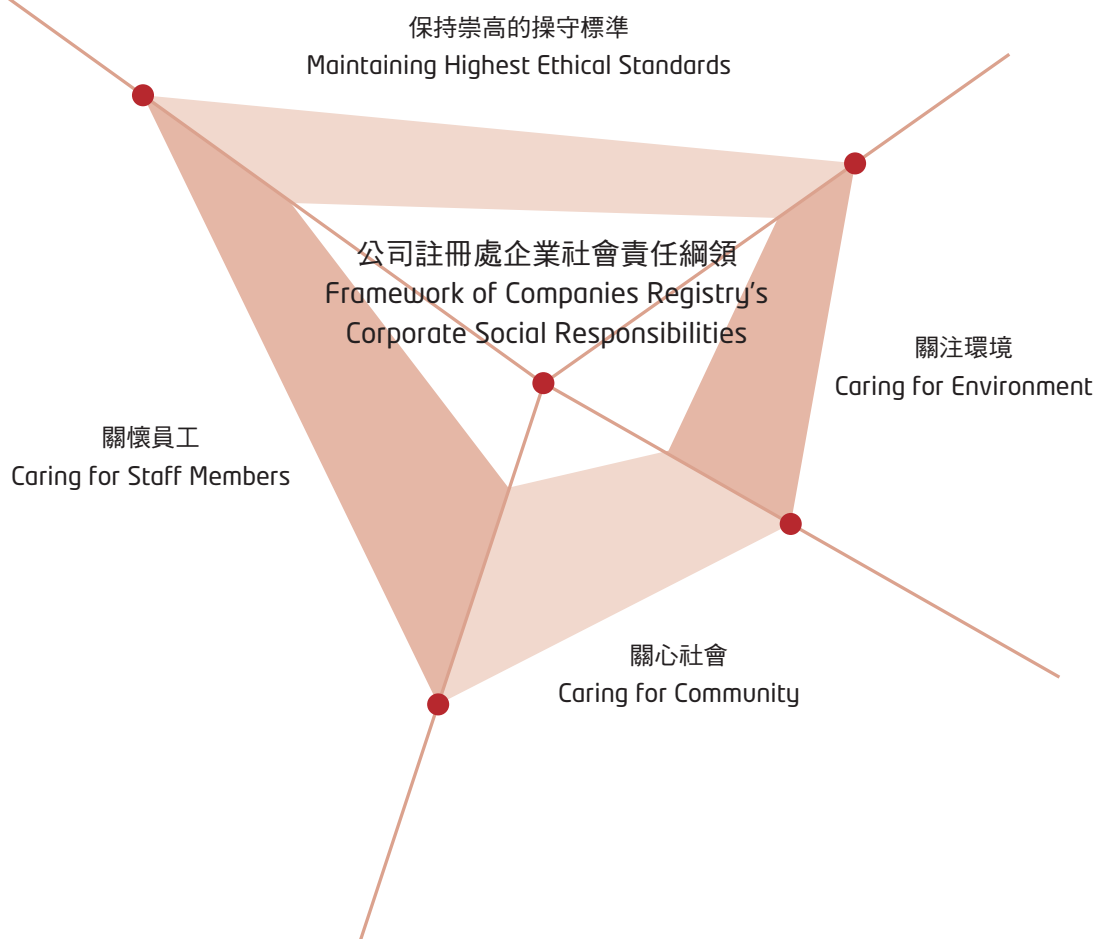 保持崇高的操守標準
Maintaining Highest Ethical Standards
公司註冊處企業社會責任綱領
Framework of Companies Registry's
Corporate Social Responsibilities
關注環境
Caring for Environment
關懷員工
Caring for Staff Members
關心社會
Caring for Community